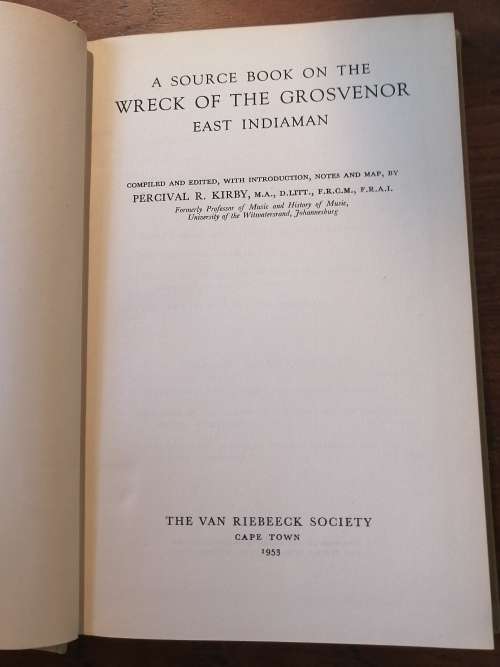 A SOURCE BOOK ON THE
WRECK OF THE GROSVENOR
EAST INDIAMAN
COMPILED AND EDITED, WITH INTRODUCTION, NOTES AND MAP, BY
PERCIVAL R. KIRBY, M.A., D.LITT., F.R.C.M., F.R.A.I.
Formerly Professor of Music and History of Music,
University of the Witwatersrand, Johannesburg
THE VAN RIEBEECK SOCIETY
CAPE TOWN
1953